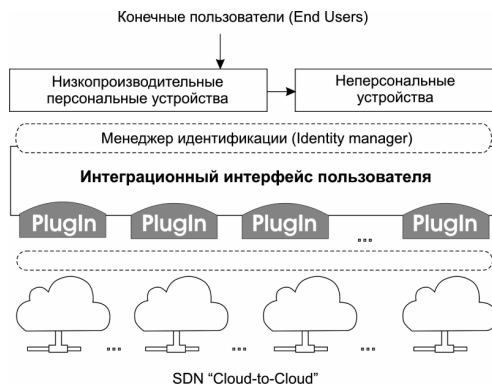 Конечные пользователи (End Users)
Низкопроизводительные
персональные устройства
Неперсональные
устройства
Менеджер идентификации (Identity manager)
Интеграционный интерфейс пользователя
PlugIn PlugIn PlugIn ... PlugIn
... ... ...
SDN “Cloud-to-Cloud”